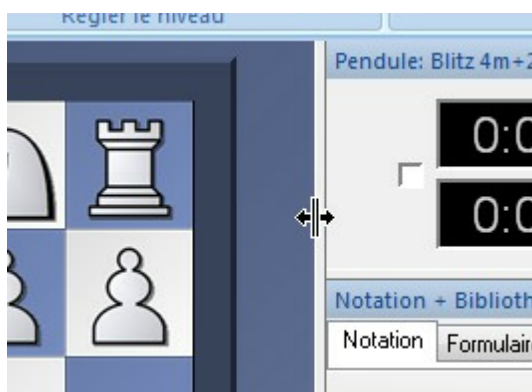 Régler le niveau
Pendule: Blitz 4m+2
0:0
0:0
Notation + Biblioth
Notation Formulair